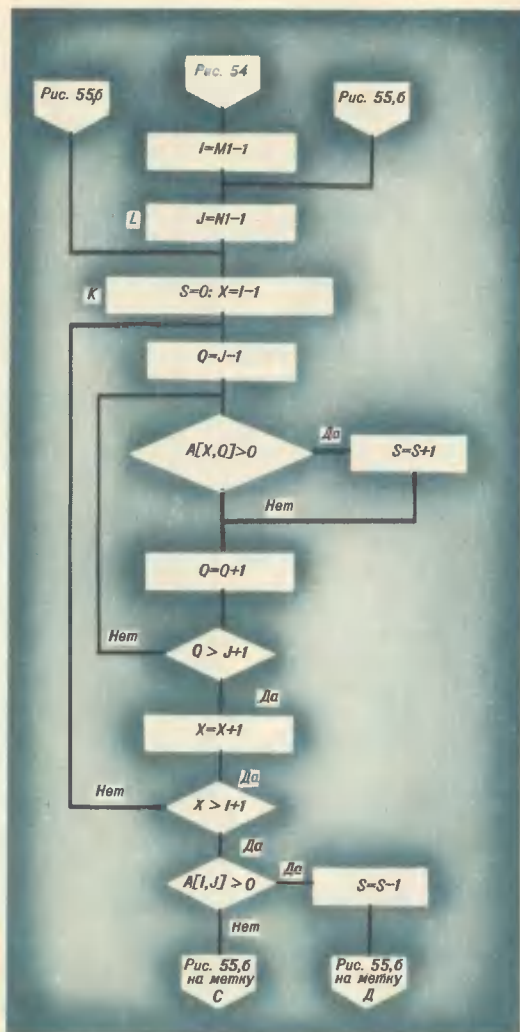 Рис. 55,б
Рис. 54
Рис. 55,б
I=M1-1
L
J=N1-1
K
S=0: X=I-1
Q=J-1
A[X,Q]>0
Да
S=S+1
Нет
Q=Q+1
Нет
Q > J+1
Да
X=X+1
Да
Нет
X > I+1
Да
A[I,J] >0
Да
S=S-1
Нет
Рис. 55,б
на метку
С
Рис. 55,б
на метку
Д